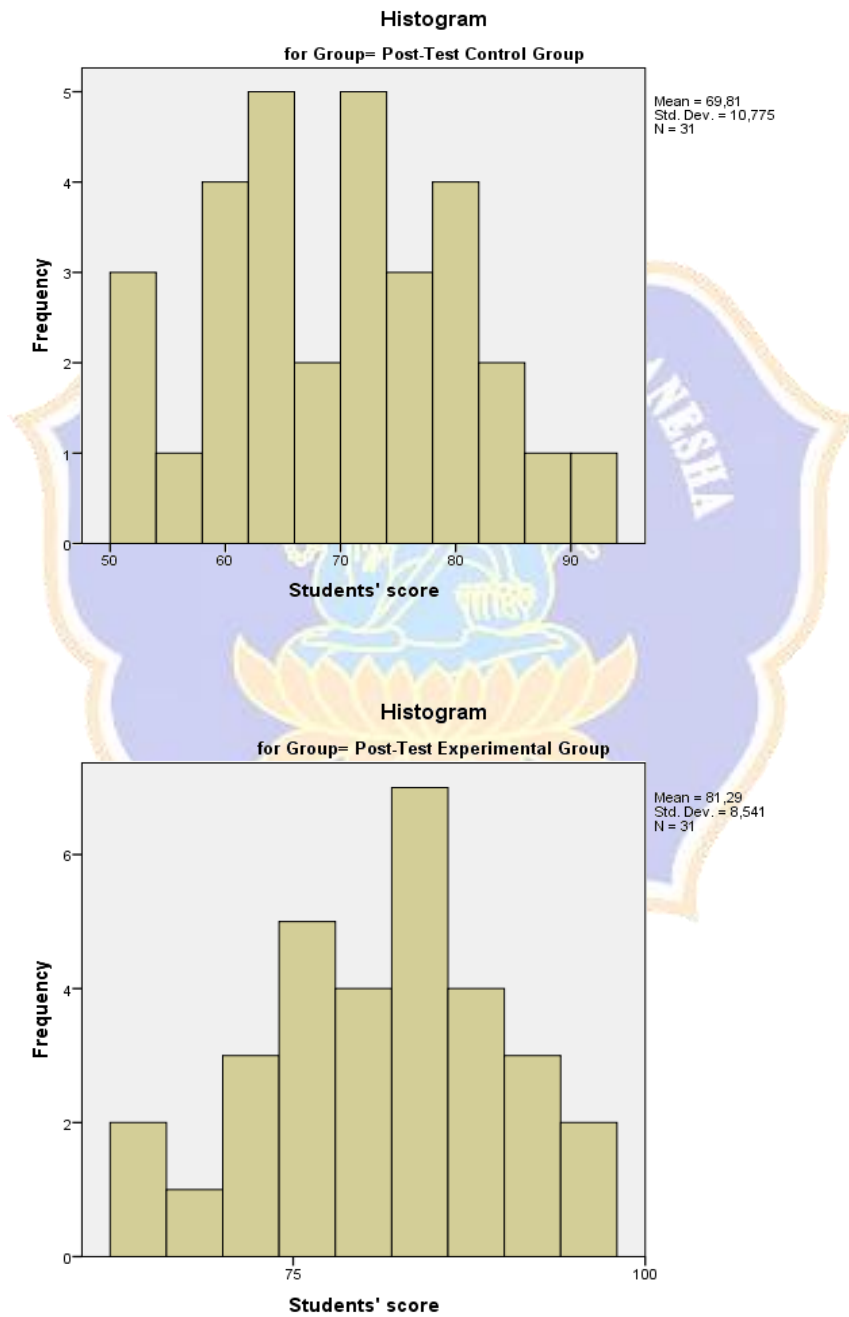 Histogram
for Group= Post-Test Control Group
Mean = 69,81
Std. Dev. = 10,775
N = 31
Frequency
5
4
3
2
1
0
50 60 70 80 90
Students' score
ANESHA
Histogram
for Group= Post-Test Experimental Group
Mean = 81,29
Std. Dev. = 8,541
N = 31
Frequency
6
4
2
0
75 100
Students' score